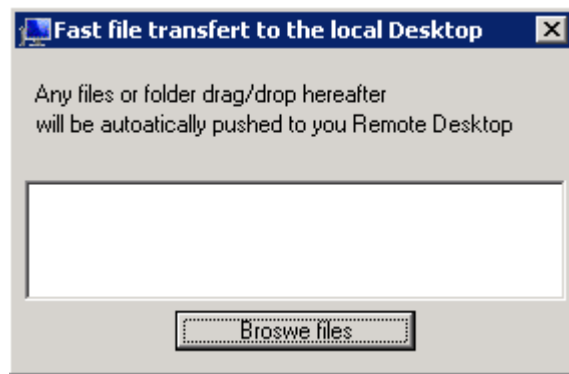 Fast file transfert to the local Desktop
Any files or folder drag/drop hereafter
will be autoatically pushed to you Remote Desktop
Broswe files